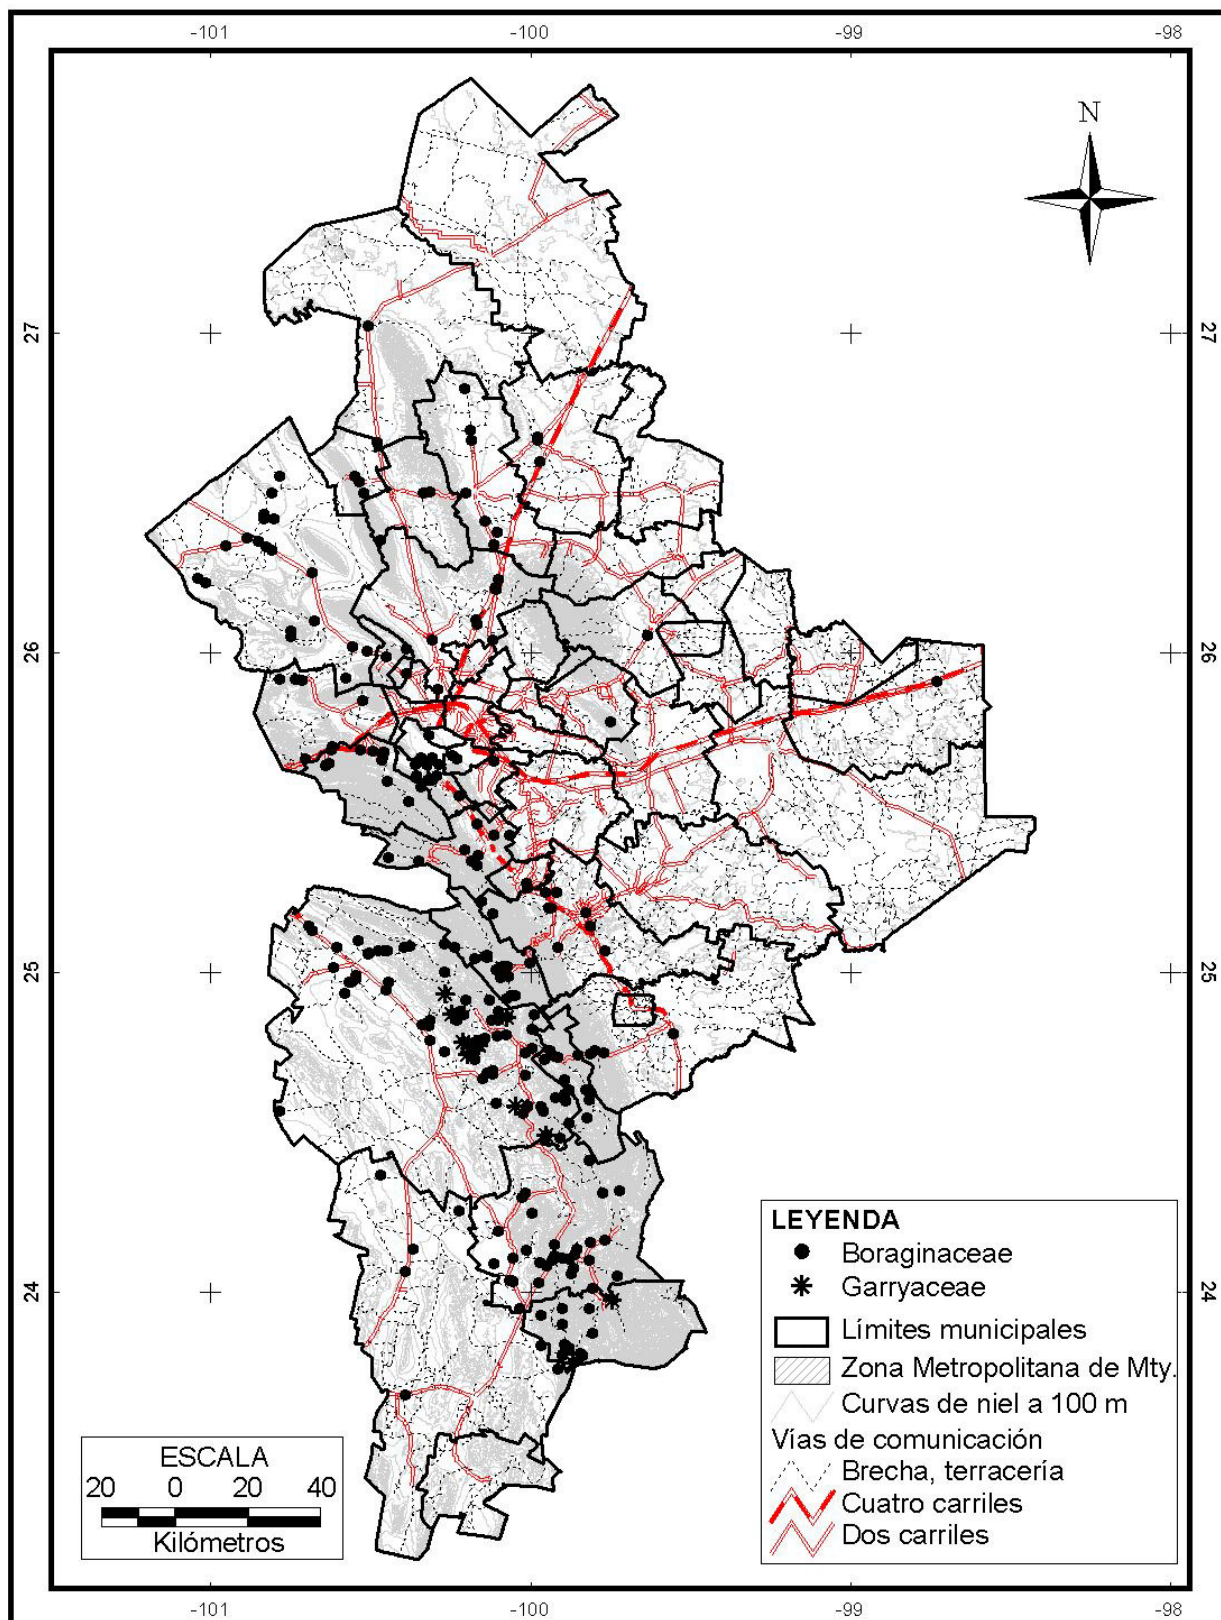 -101 -100 -99 -98
N
27 27
26 26
25 25
24 24
LEYENDA
Boraginaceae
Garryaceae
Límites municipales
Zona Metropolitana de Mty.
Curvas de niel a 100 m
Vías de comunicación
Brecha, terracería
Cuatro carriles
Dos carriles
ESCALA
20 0 20 40
Kilómetros
-101 -100 -99 -98